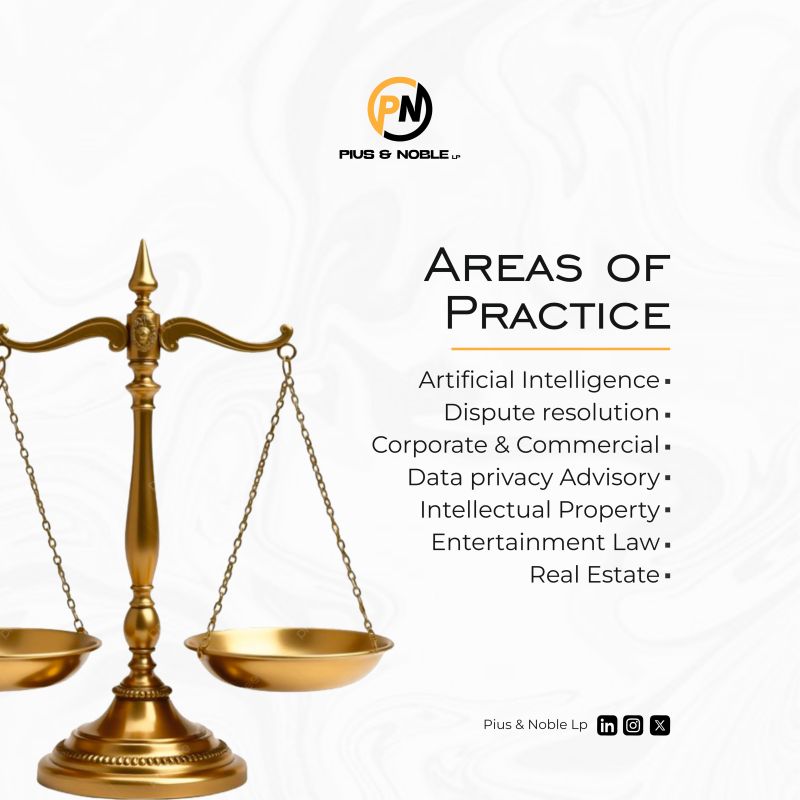 PN
PIUS & NOBLE LP
AREAS OF
PRACTICE
Artificial Intelligence
Dispute resolution
Corporate & Commercial
Data privacy Advisory
Intellectual Property
Entertainment Law
Real Estate
Pius & Noble Lp